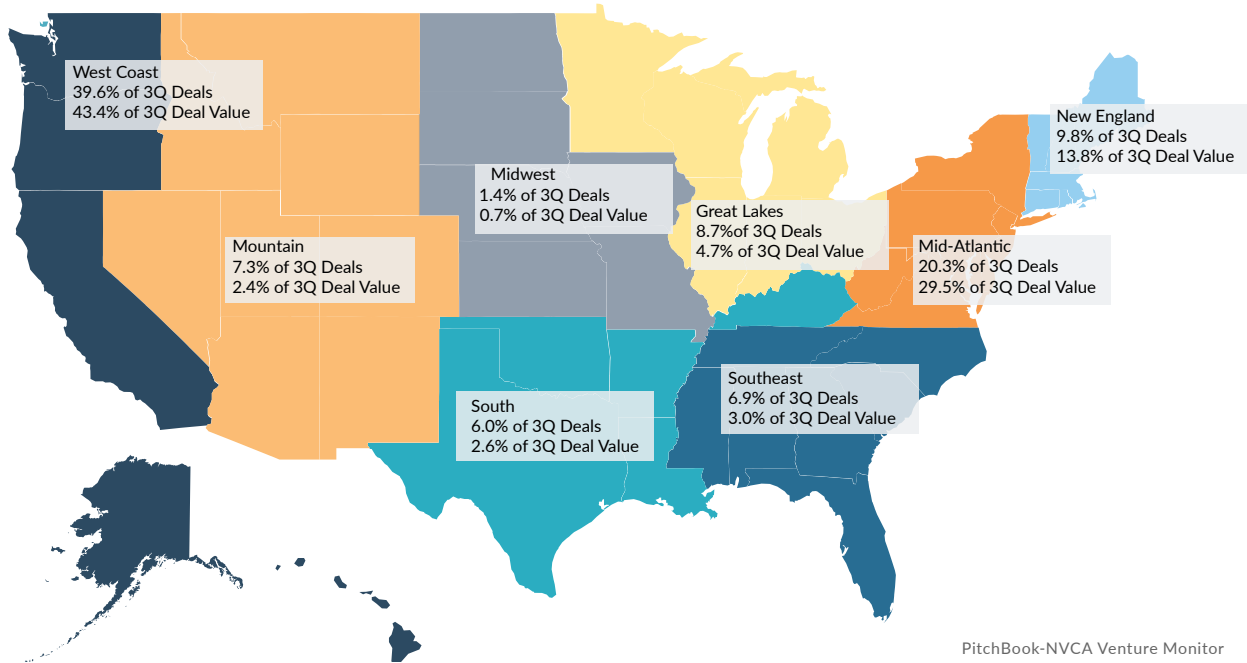 West Coast
39.6% of 3Q Deals
43.4% of 3Q Deal Value
New England
9.8% of 3Q Deals
13.8% of 3Q Deal Value
Midwest
1.4% of 3Q Deals
0.7% of 3Q Deal Value
Great Lakes
8.7%of 3Q Deals
4.7% of 3Q Deal Value
Mountain
7.3% of 3Q Deals
2.4% of 3Q Deal Value
Mid-Atlantic
20.3% of 3Q Deals
29.5% of 3Q Deal Value
Southeast
6.9% of 3Q Deals
3.0% of 3Q Deal Value
South
6.0% of 3Q Deals
2.6% of 3Q Deal Value
PitchBook-NVCA Venture Monitor